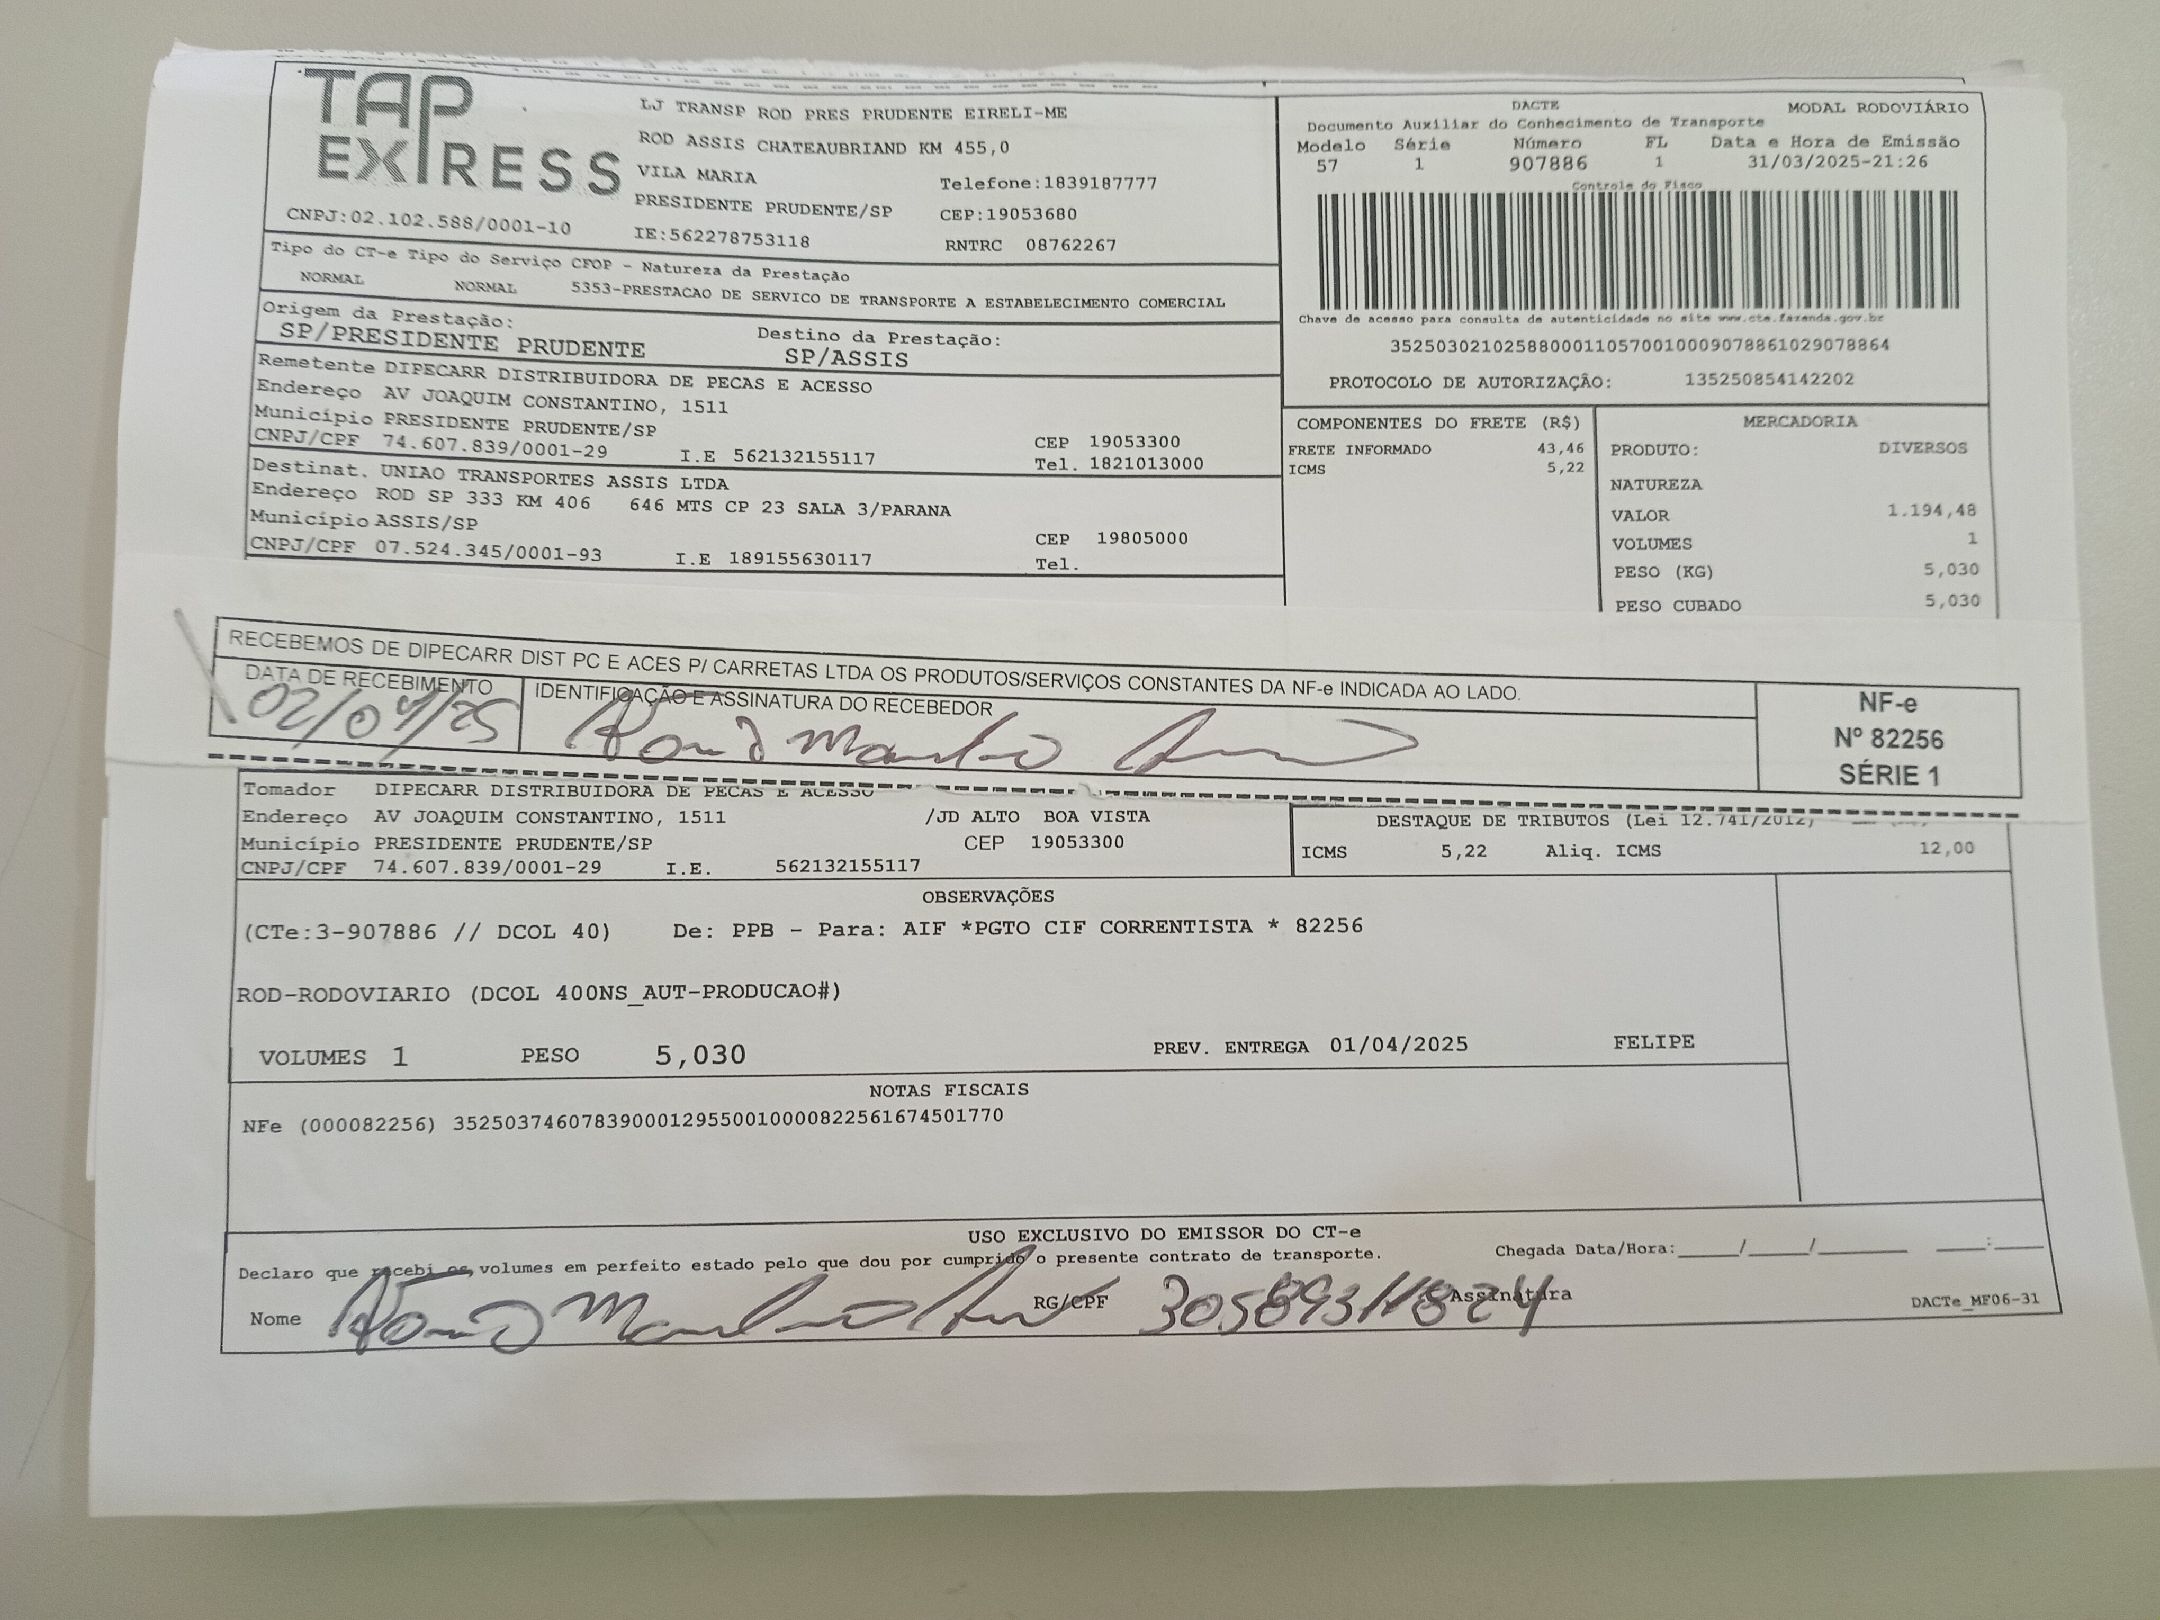 TAP
EXPRESS
LJ TRANSP ROD PRES PRUDENTE EIRELI-ME
ROD ASSIS CHATEAUBRIAND KM 455,0
VILA MARIA
Telefone:1839187777
PRESIDENTE PRUDENTE/SP CEP:19053680
CNPJ:02.102.588/0001-10 IE:562278753118 RNTRC 08762267
Tipo do CT-e Tipo do Serviço CFOP - Natureza da Prestação
NORMAL NORMAL 5353-PRESTACAO DE SERVICO DE TRANSPORTE A ESTABELECIMENTO COMERCIAL
Origem da Prestação: Destino da Prestação:
SP/PRESIDENTE PRUDENTE SP/ASSIS
Remetente DIPECARR DISTRIBUIDORA DE PECAS E ACESSO
Endereço AV JOAQUIM CONSTANTINO, 1511
Município PRESIDENTE PRUDENTE/SP CEP 19053300
CNPJ/CPF 74.607.839/0001-29 I.E 562132155117 Tel. 1821013000
Destinat. UNIAO TRANSPORTES ASSIS LTDA
Endereço ROD SP 333 KM 406 646 MTS CP 23 SALA 3/PARANA
Município ASSIS/SP CEP 19805000
CNPJ/CPF 07.524.345/0001-93 I.E 189155630117 Tel.
DACTE MODAL RODOVIÁRIO
Documento Auxiliar do Conhecimento de Transporte
Modelo Série Número FL Data e Hora de Emissão
57 1 907886 1 31/03/2025-21:26
Controle do Fisco
Chave de acesso para consulta de autenticidade no site www.cte.fazenda.gov.br
35250302102588000110570010009078861029078864
PROTOCOLO DE AUTORIZAÇÃO: 135250854142202
COMPONENTES DO FRETE (R$)
FRETE INFORMADO 43,46
ICMS 5,22
MERCADORIA
PRODUTO: DIVERSOS
NATUREZA
VALOR 1.194,48
VOLUMES 1
PESO (KG) 5,030
PESO CUBADO 5,030
RECEBEMOS DE DIPECARR DIST PC E ACES P/ CARRETAS LTDA OS PRODUTOS/SERVIÇOS CONSTANTES DA NF-e INDICADA AO LADO.
DATA DE RECEBIMENTO IDENTIFICAÇÃO E ASSINATURA DO RECEBEDOR
02/04/25
NF-e
Nº 82256
SÉRIE 1
Tomador DIPECARR DISTRIBUIDORA DE PECAS E ACESSO
Endereço AV JOAQUIM CONSTANTINO, 1511 /JD ALTO BOA VISTA
Município PRESIDENTE PRUDENTE/SP CEP 19053300
CNPJ/CPF 74.607.839/0001-29 I.E. 562132155117
DESTAQUE DE TRIBUTOS (Lei 12.741/2012)
ICMS 5,22 Aliq. ICMS 12,00
OBSERVAÇÕES
(CTe:3-907886 // DCOL 40) De: PPB - Para: AIF *PGTO CIF CORRENTISTA * 82256
ROD-RODOVIARIO (DCOL 400NS_AUT-PRODUCAO#)
VOLUMES 1 PESO 5,030 PREV. ENTREGA 01/04/2025 FELIPE
NOTAS FISCAIS
NFe (000082256) 35250374607839000129550010000822561674501770
USO EXCLUSIVO DO EMISSOR DO CT-e
Declaro que recebi os volumes em perfeito estado pelo que dou por cumprido o presente contrato de transporte. Chegada Data/Hora:____/____/______ ___:___
Nome RG/CPF Assinatura
DACTe_MF06-31